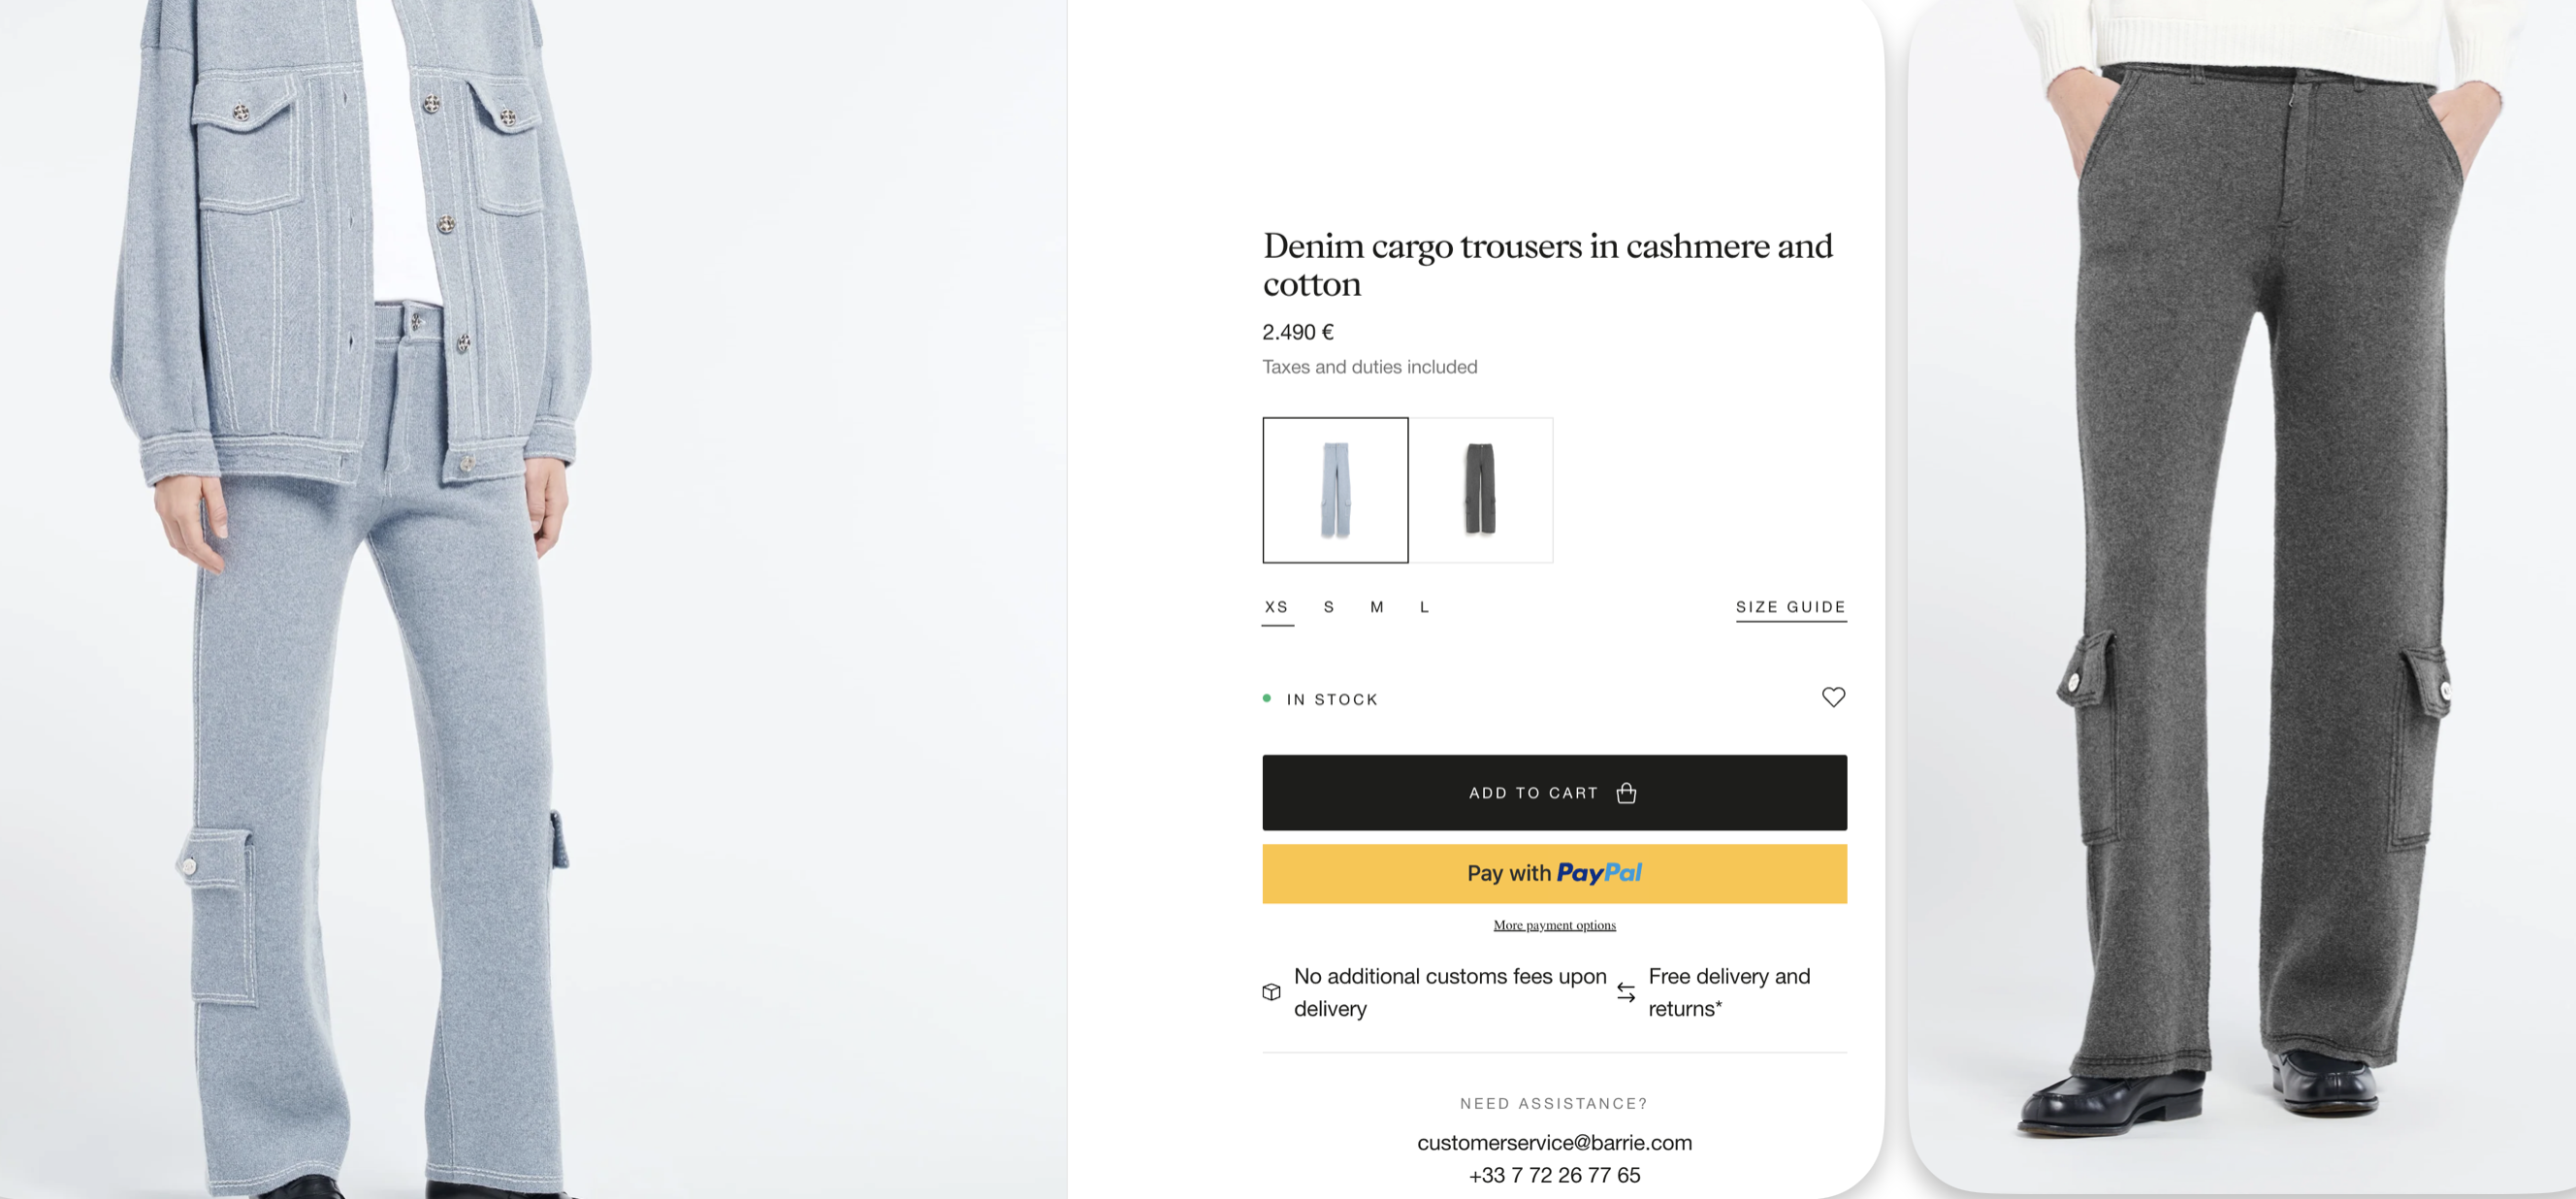 Denim cargo trousers in cashmere and
cotton
2.490 €
Taxes and duties included
XS S M L SIZE GUIDE
IN STOCK
ADD TO CART
Pay with PayPal
More payment options
No additional customs fees upon
delivery
Free delivery and
returns*
NEED ASSISTANCE?
customerservice@barrie.com
+33 7 72 26 77 65